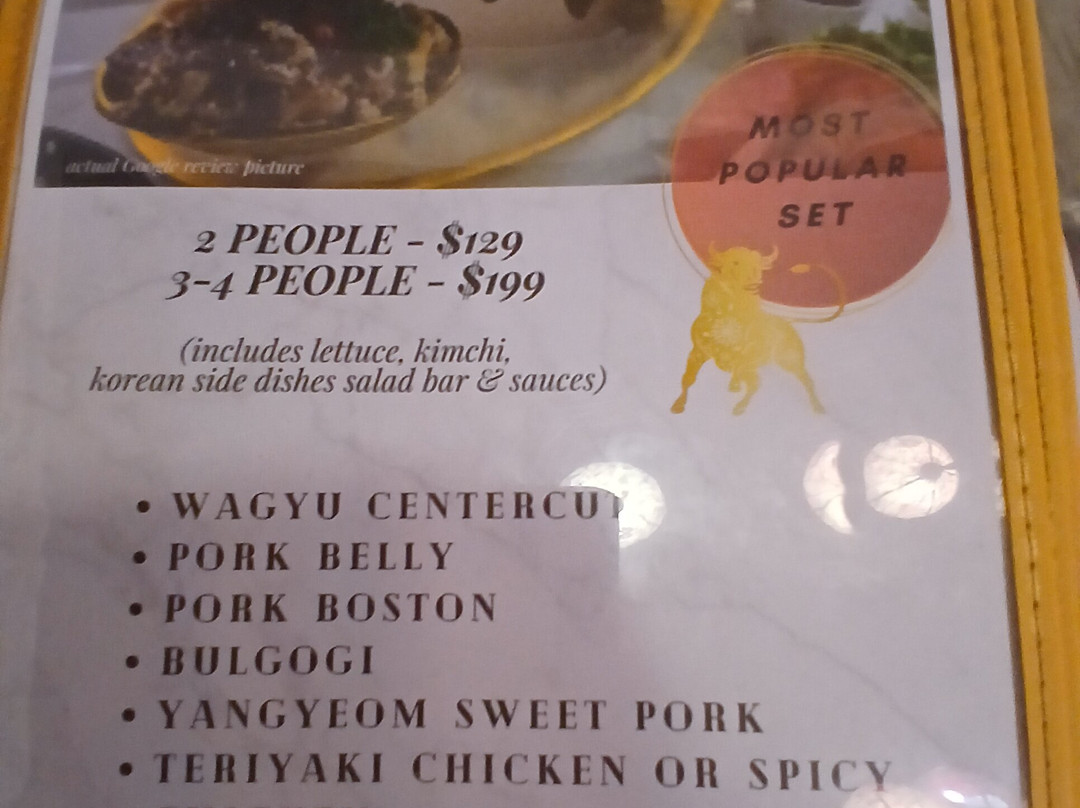 actual Google review picture
MOST
POPULAR
SET
2 PEOPLE - $129
3-4 PEOPLE - $199
(includes lettuce, kimchi,
korean side dishes salad bar & sauces)
• WAGYU CENTERCUT
• PORK BELLY
• PORK BOSTON
• BULGOGI
• YANGYEOM SWEET PORK
• TERIYAKI CHICKEN OR SPICY